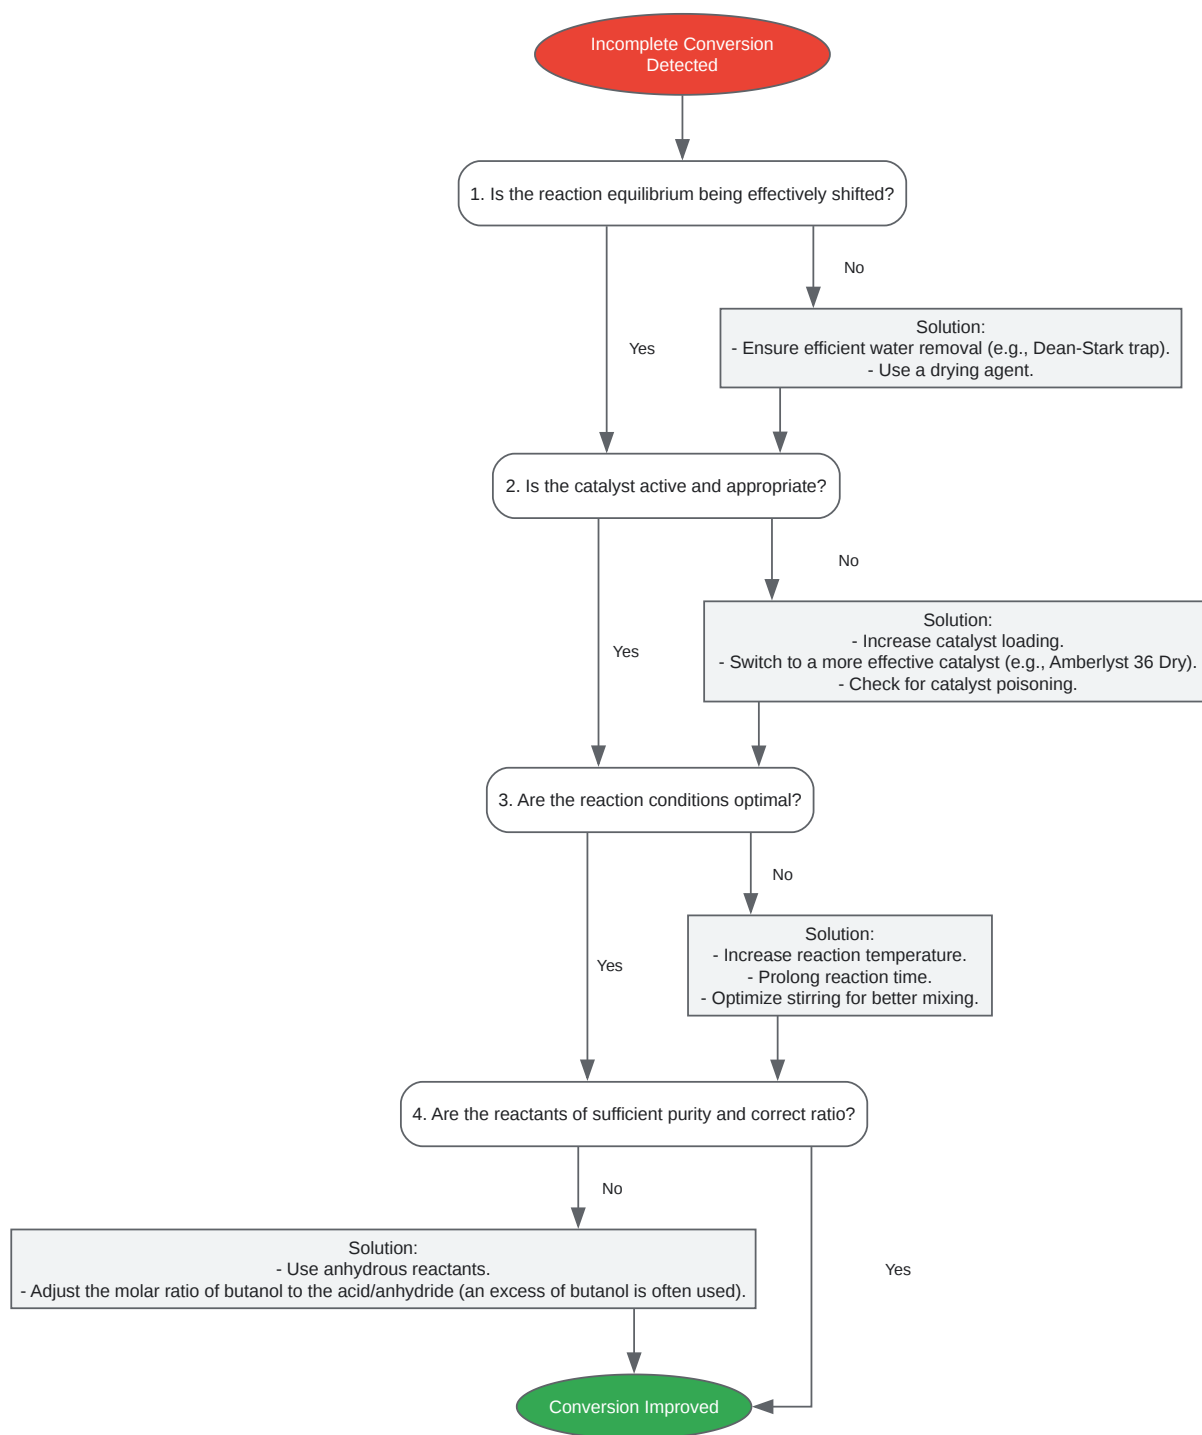 Incomplete Conversion
Detected
1. Is the reaction equilibrium being effectively shifted?
No
Yes
Solution:
- Ensure efficient water removal (e.g., Dean-Stark trap).
- Use a drying agent.
2. Is the catalyst active and appropriate?
No
Yes
Solution:
- Increase catalyst loading.
- Switch to a more effective catalyst (e.g., Amberlyst 36 Dry).
- Check for catalyst poisoning.
3. Are the reaction conditions optimal?
No
Yes
Solution:
- Increase reaction temperature.
- Prolong reaction time.
- Optimize stirring for better mixing.
4. Are the reactants of sufficient purity and correct ratio?
No
Yes
Solution:
- Use anhydrous reactants.
- Adjust the molar ratio of butanol to the acid/anhydride (an excess of butanol is often used).
Conversion Improved